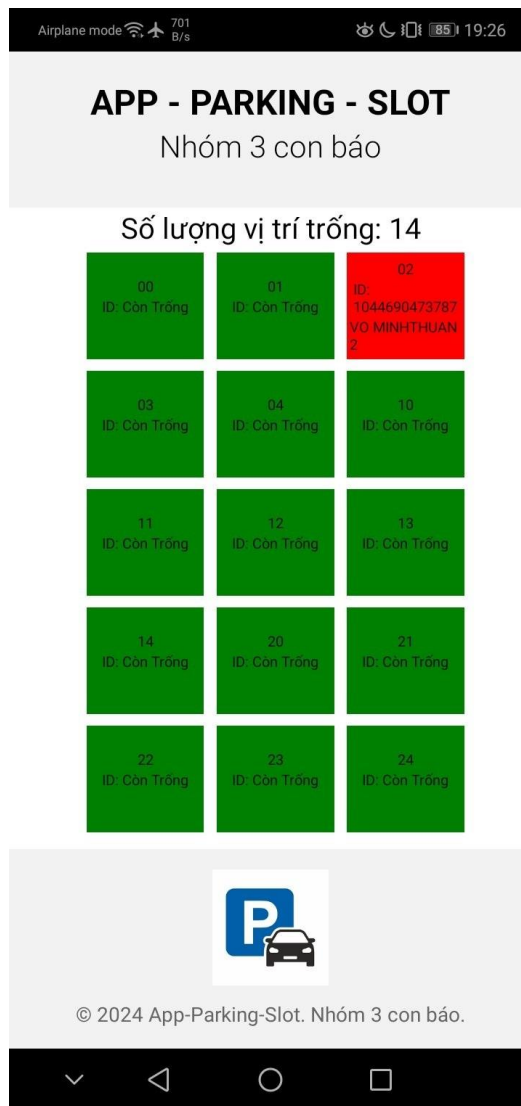 Airplane mode 701 B/s 85 19:26
APP - PARKING - SLOT
Nhóm 3 con báo
Số lượng vị trí trống: 14
00
ID: Còn Trống
01
ID: Còn Trống
02
ID:
1044690473787
VO MINHTHUAN
2
03
ID: Còn Trống
04
ID: Còn Trống
10
ID: Còn Trống
11
ID: Còn Trống
12
ID: Còn Trống
13
ID: Còn Trống
14
ID: Còn Trống
20
ID: Còn Trống
21
ID: Còn Trống
22
ID: Còn Trống
23
ID: Còn Trống
24
ID: Còn Trống
P
© 2024 App-Parking-Slot. Nhóm 3 con báo.